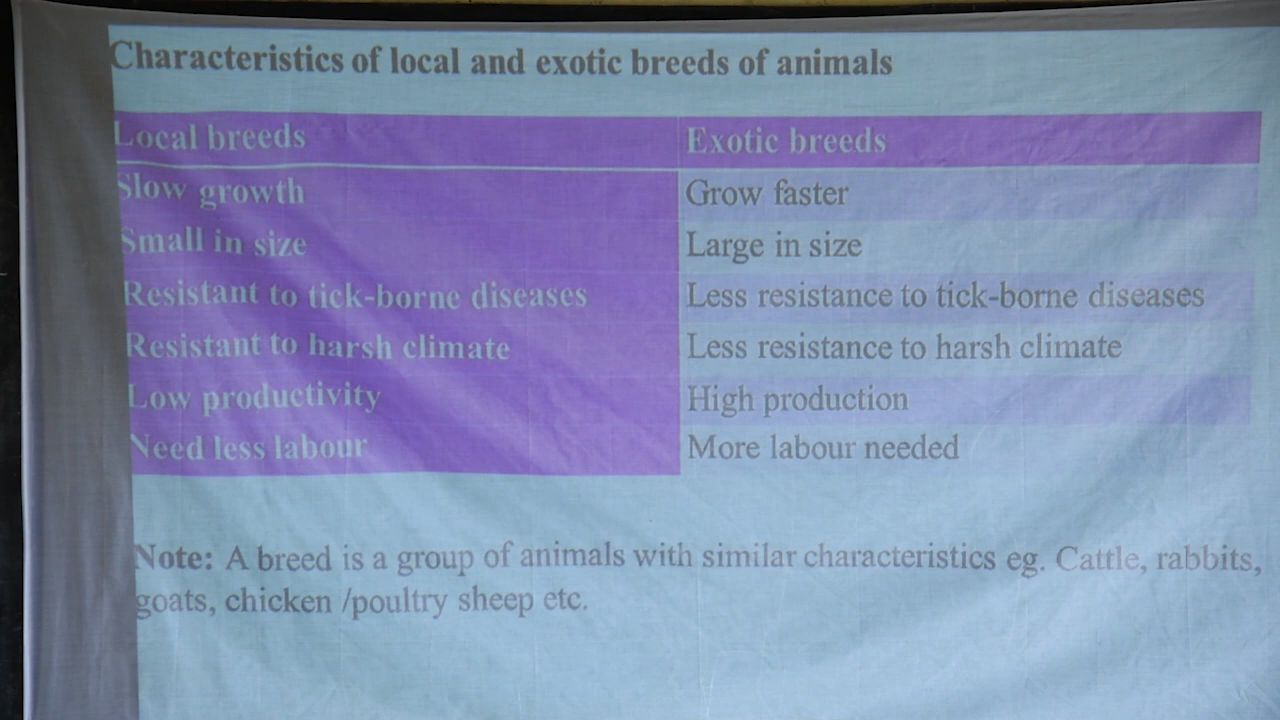 Characteristics of local and exotic breeds of animals
Local breeds Exotic breeds
Slow growth Grow faster
Small in size Large in size
Resistant to tick-borne diseases Less resistance to tick-borne diseases
Resistant to harsh climate Less resistance to harsh climate
Low productivity High production
Need less labour More labour needed
Note: A breed is a group of animals with similar characteristics eg. Cattle, rabbits,
goats, chicken /poultry sheep etc.